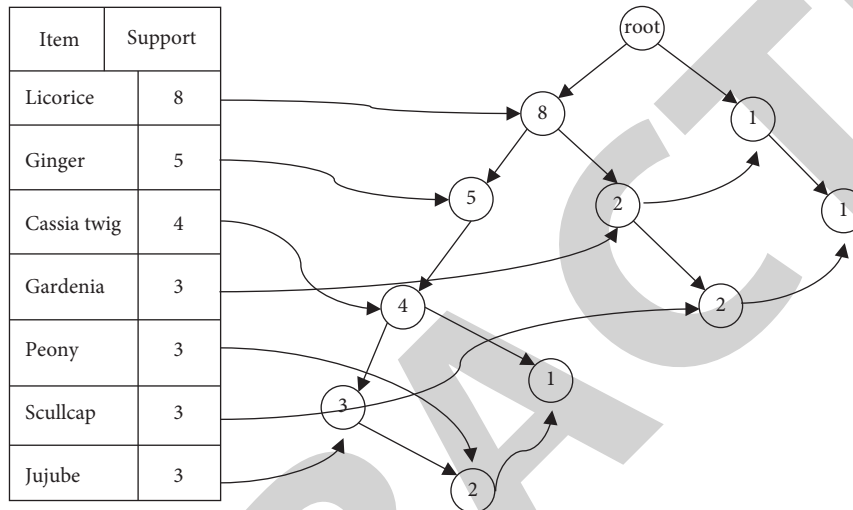 Item Support
Licorice 8
Ginger 5
Cassia twig 4
Gardenia 3
Peony 3
Scullcap 3
Jujube 3
root
8
1
5
2
1
4
2
1
3
2